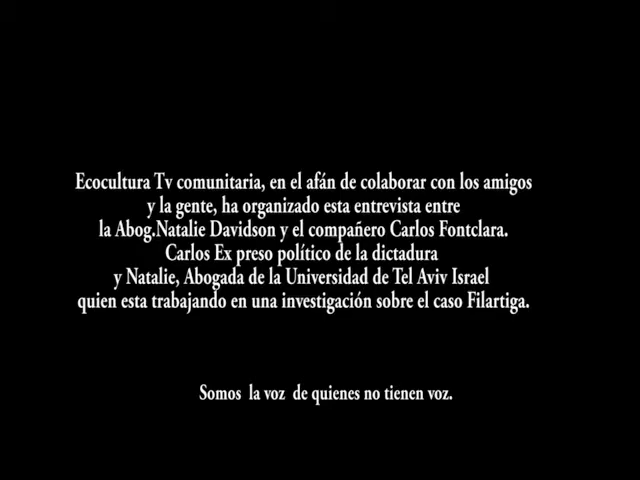 Ecocultura Tv comunitaria, en el afán de colaborar con los amigos
y la gente, ha organizado esta entrevista entre
la Abog.Natalie Davidson y el compañero Carlos Fontclara.
Carlos Ex preso político de la dictadura
y Natalie, Abogada de la Universidad de Tel Aviv Israel
quien esta trabajando en una investigación sobre el caso Filartiga.
Somos la voz de quienes no tienen voz.